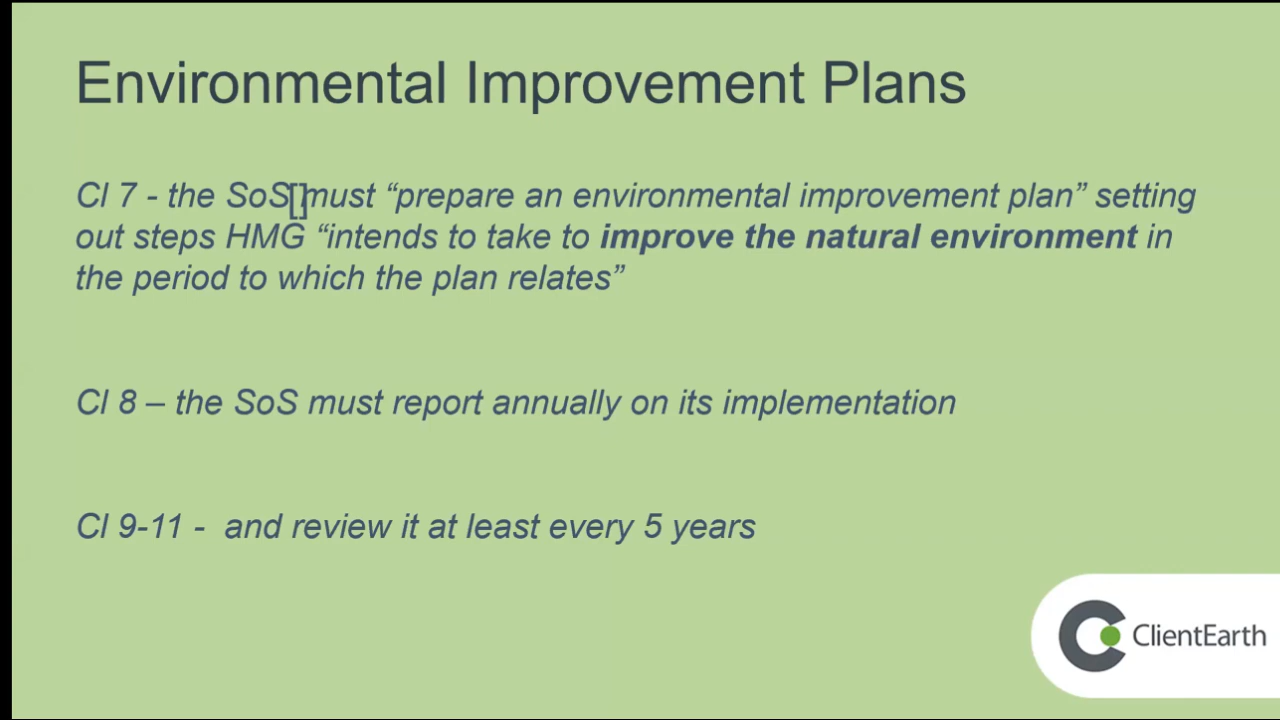 Environmental Improvement Plans
Cl 7 - the SoS[]must “prepare an environmental improvement plan” setting
out steps HMG “intends to take to improve the natural environment in
the period to which the plan relates”
Cl 8 – the SoS must report annually on its implementation
Cl 9-11 -  and review it at least every 5 years
ClientEarth